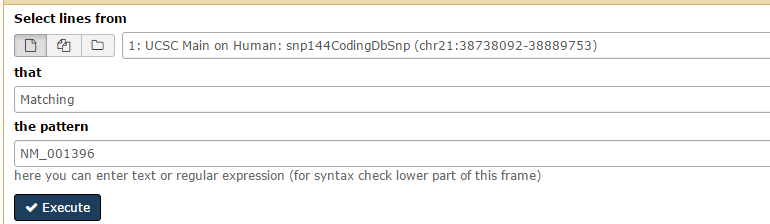 Select lines from
1: UCSC Main on Human: snp144CodingDbSnp (chr21:38738092-38889753)
that
Matching
the pattern
NM_001396
here you can enter text or regular expression (for syntax check lower part of this frame)
Execute